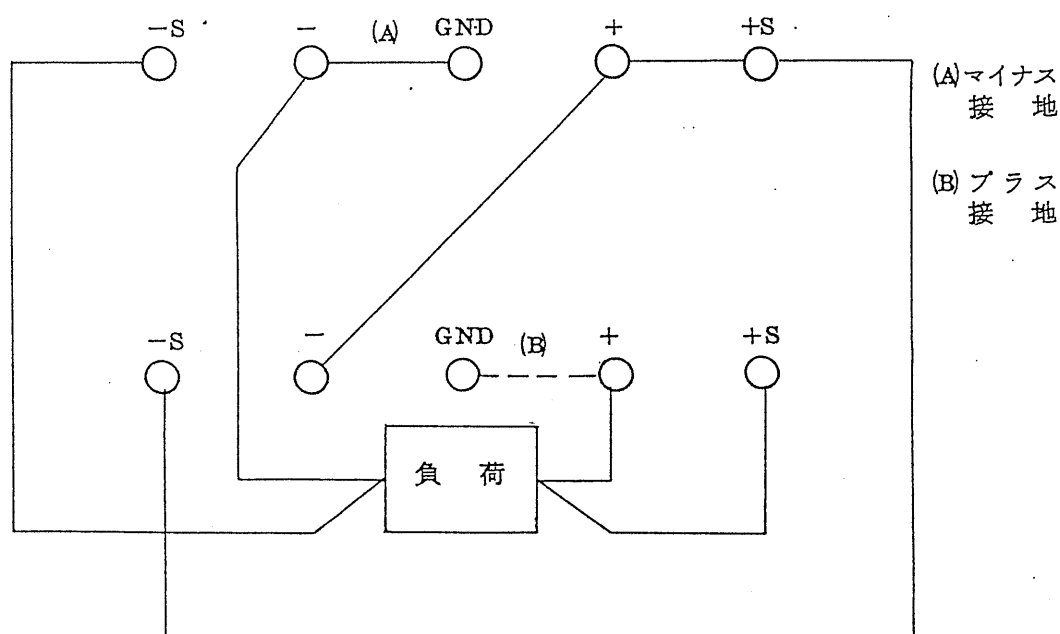 −S − (A) GND + +S
(A)マイナス
接 地
(B)プラス
接 地
−S − GND (B) + +S
負 荷